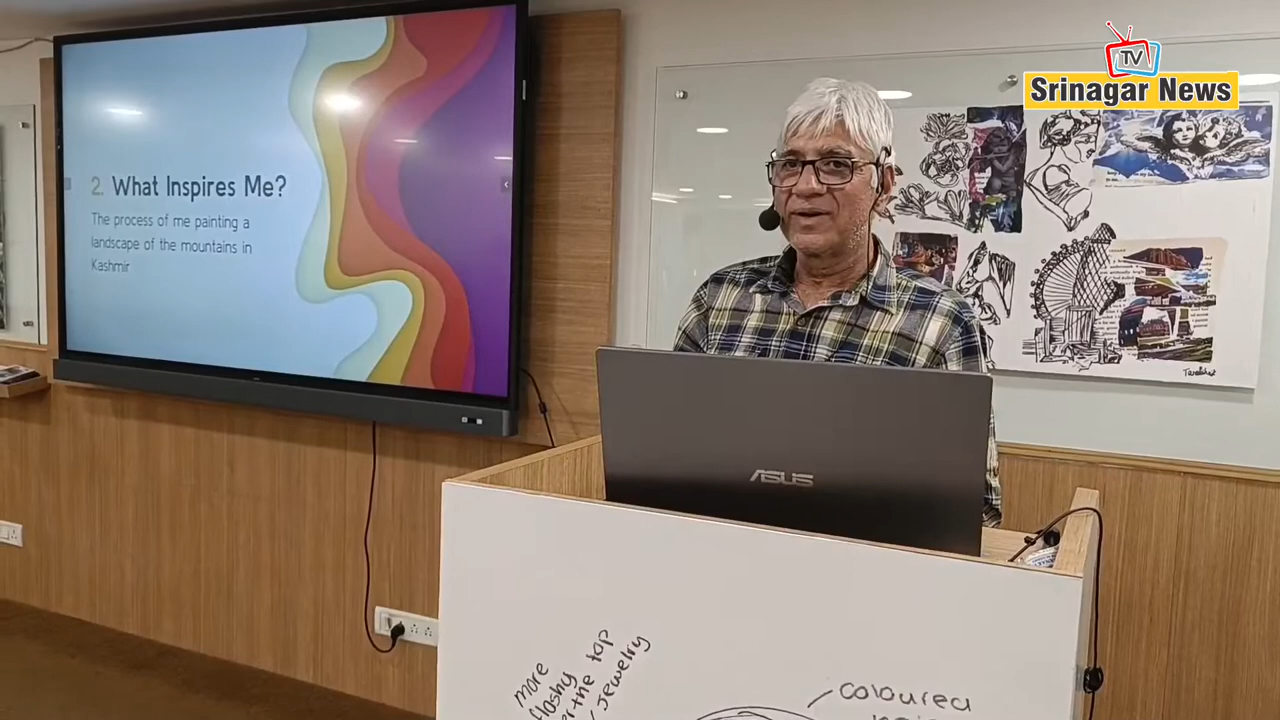 TV
Srinagar News
2. What Inspires Me?
The process of me painting a
landscape of the mountains in
Kashmir
ASUS
more
flashy
the top
jewelry
coloured